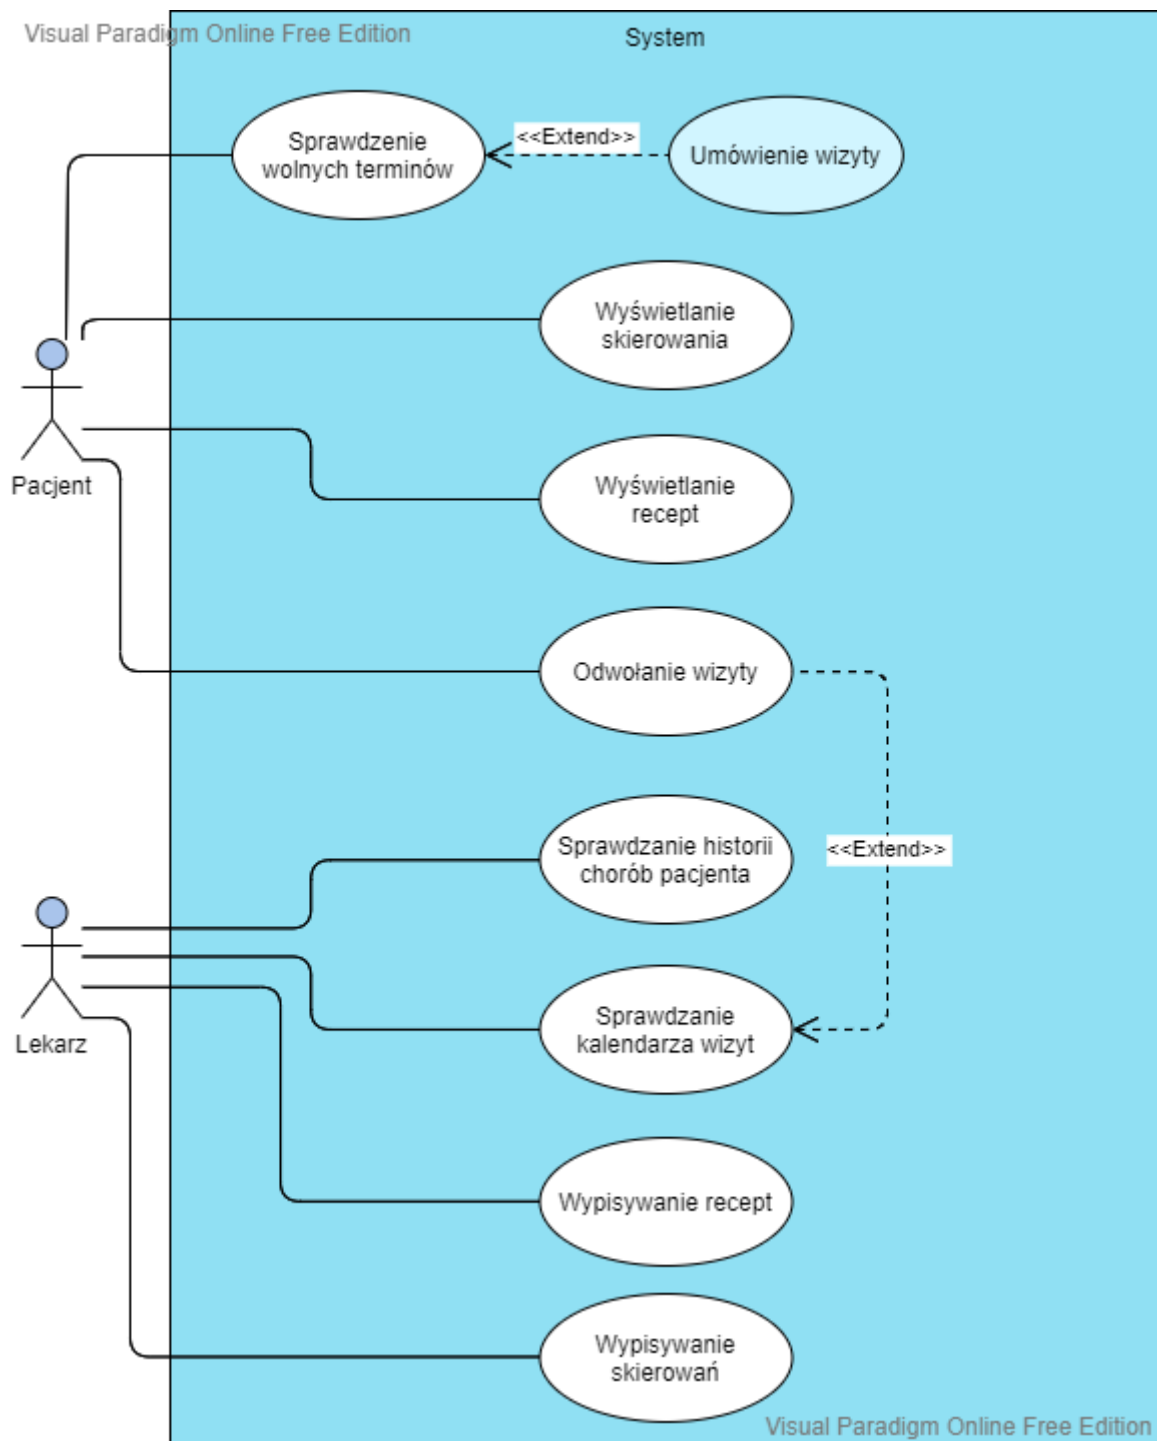 Visual Paradigm Online Free Edition
System
Sprawdzenie
wolnych terminów
<<Extend>>
Umówienie wizyty
Wyświetlanie
skierowania
Pacjent
Wyświetlanie
recept
Odwołanie wizyty
Sprawdzanie historii
chorób pacjenta
<<Extend>>
Lekarz
Sprawdzanie
kalendarza wizyt
Wypisywanie recept
Wypisywanie
skierowań
Visual Paradigm Online Free Edition